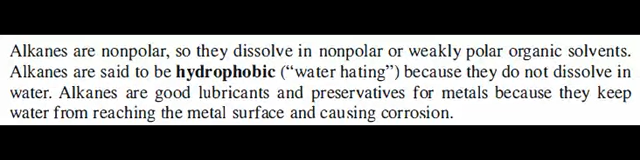 Alkanes are nonpolar, so they dissolve in nonpolar or weakly polar organic solvents.
Alkanes are said to be hydrophobic (“water hating”) because they do not dissolve in
water. Alkanes are good lubricants and preservatives for metals because they keep
water from reaching the metal surface and causing corrosion.